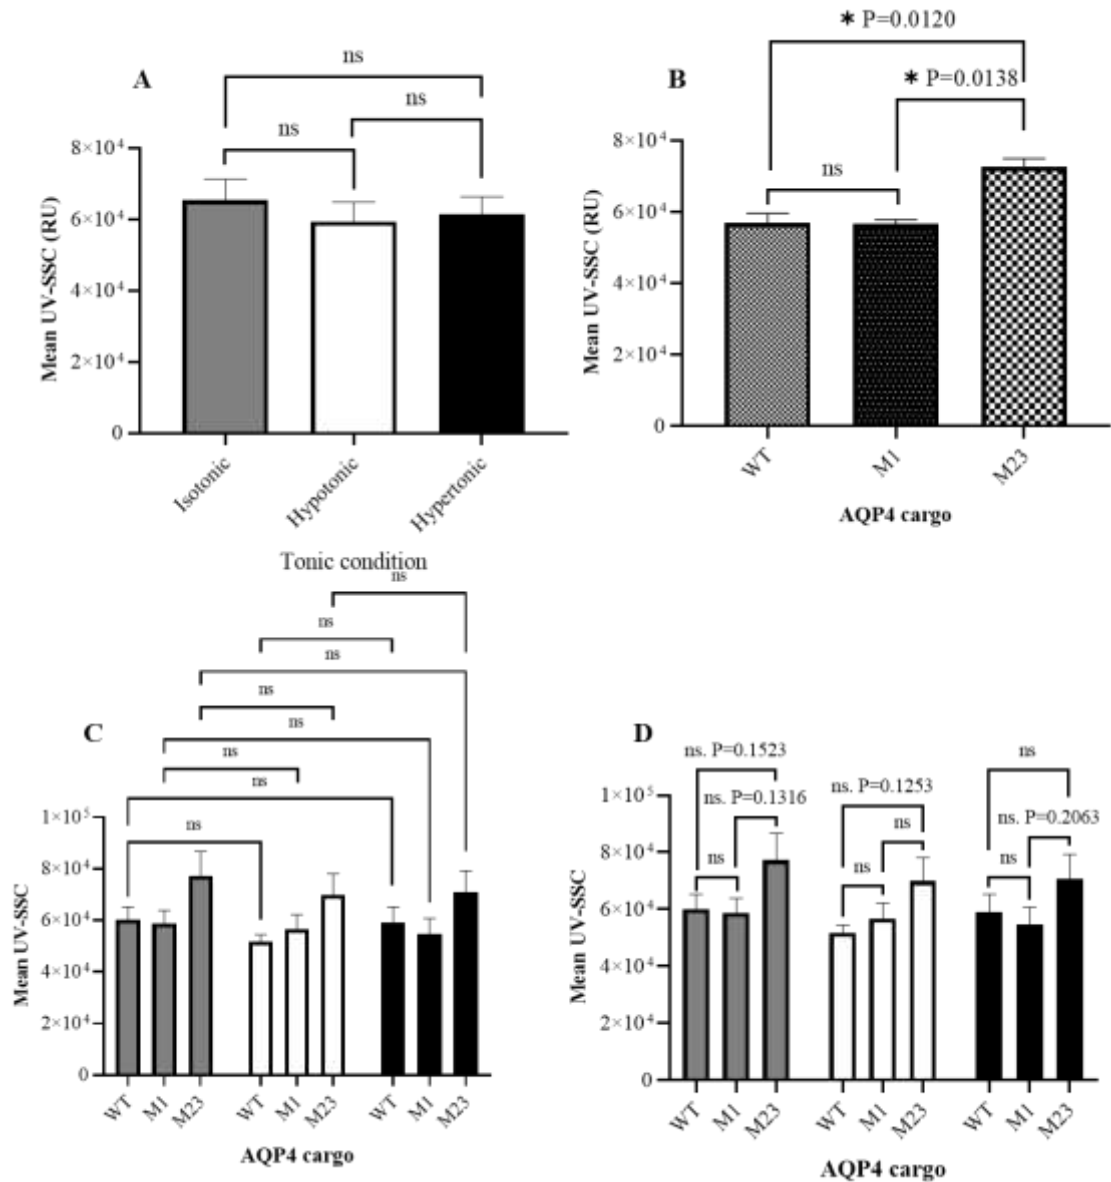 A
ns
ns
ns
8×10⁴
6×10⁴
4×10⁴
2×10⁴
0
Mean UV-SSC (RU)
Isotonic
Hypotonic
Hypertonic
Tonic condition
B
* P=0.0120
* P=0.0138
ns
8×10⁴
6×10⁴
4×10⁴
2×10⁴
0
Mean UV-SSC (RU)
WT
M1
M23
AQP4 cargo
C
ns
ns
ns
ns
ns
ns
ns
ns
1×10⁵
8×10⁴
6×10⁴
4×10⁴
2×10⁴
0
Mean UV-SSC
WT
M1
M23
WT
M1
M23
WT
M1
M23
AQP4 cargo
D
ns. P=0.1523
ns. P=0.1316
ns
ns. P=0.1253
ns
ns
ns
ns. P=0.2063
ns
1×10⁵
8×10⁴
6×10⁴
4×10⁴
2×10⁴
0
Mean UV-SSC
WT
M1
M23
WT
M1
M23
WT
M1
M23
AQP4 cargo